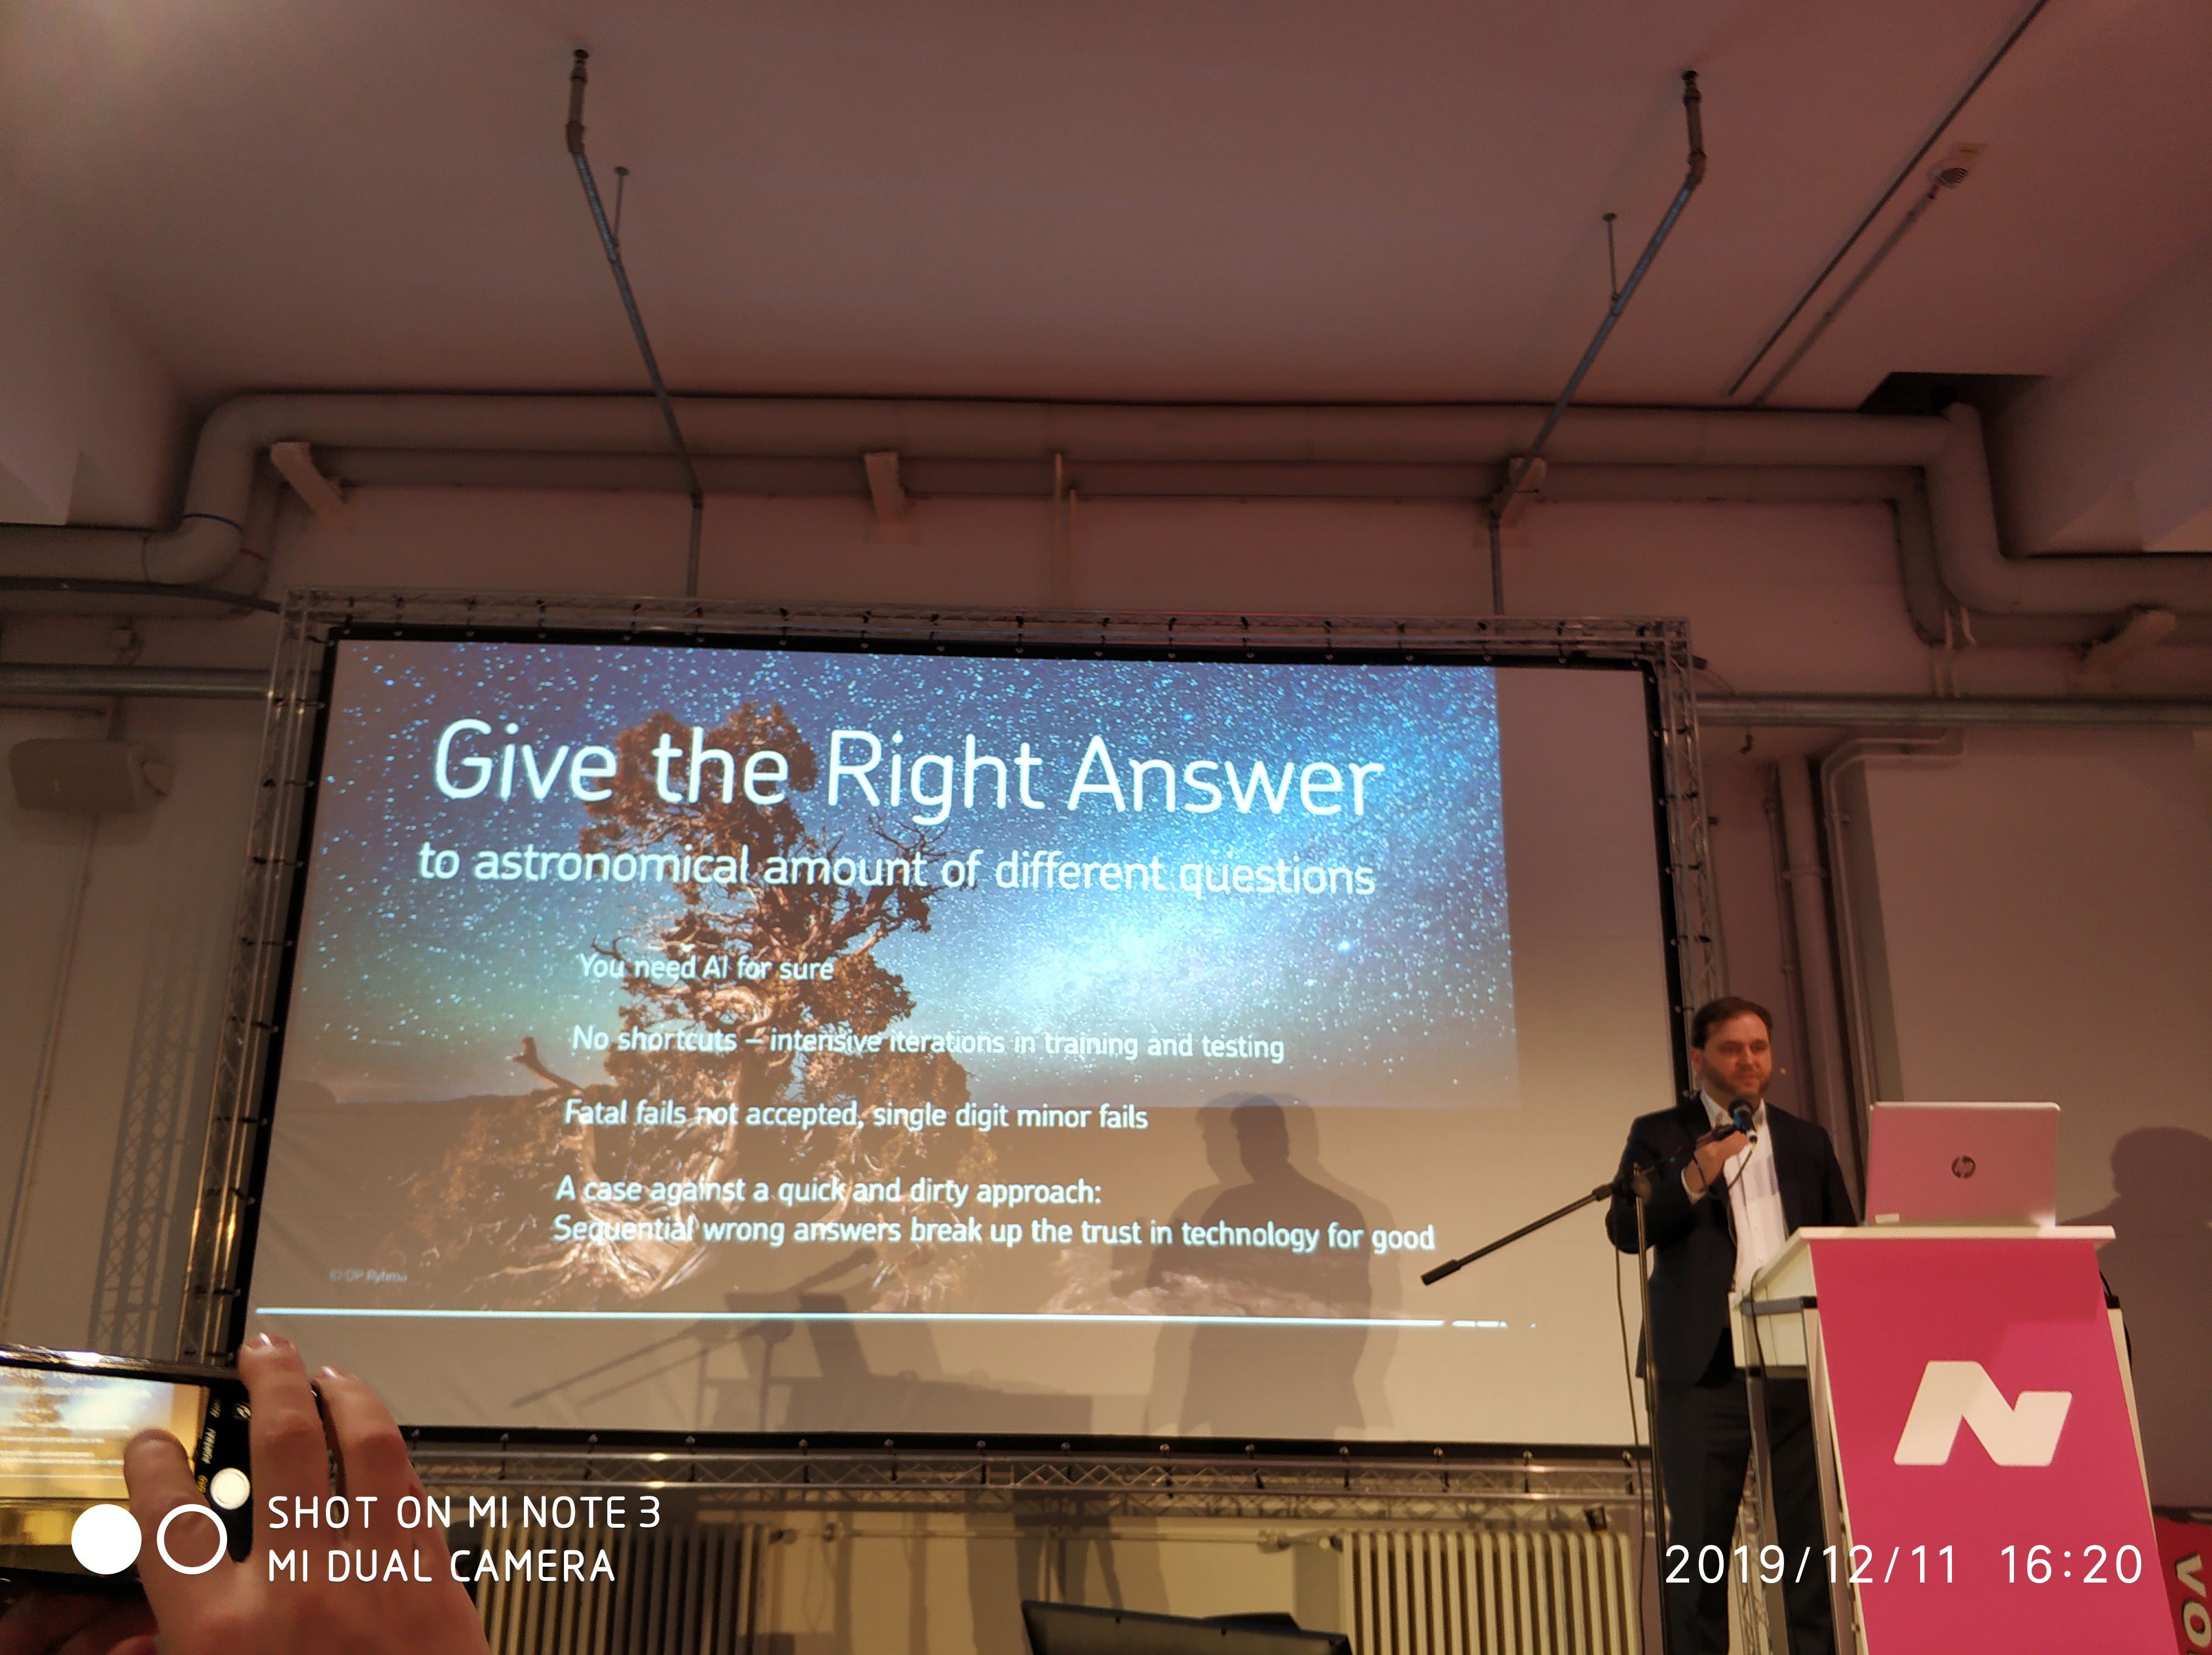 Give the Right Answer
to astronomical amount of different questions
You need AI for sure
No shortcuts – intensive iterations in training and testing
Fatal fails not accepted, single digit minor fails
A case against a quick and dirty approach:
Sequential wrong answers break up the trust in technology for good
hp
N
SHOT ON MI NOTE 3
MI DUAL CAMERA
2019/12/11 16:20
VO